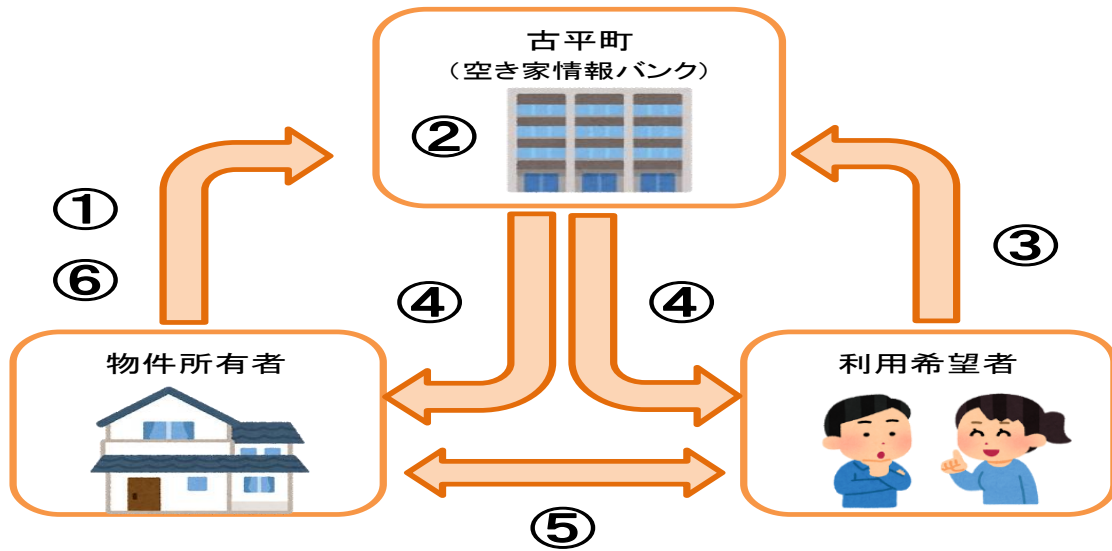 古平町
（空き家情報バンク）
②
①
③
⑥
④
④
物件所有者
利用希望者
⑤